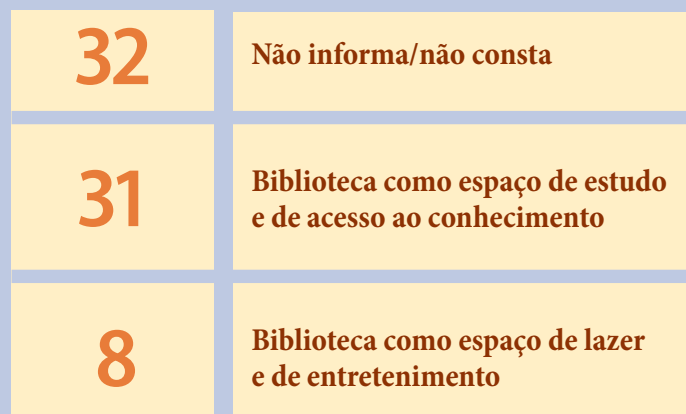 32
Não informa/não consta
31
Biblioteca como espaço de estudo
e de acesso ao conhecimento
8
Biblioteca como espaço de lazer
e de entretenimento